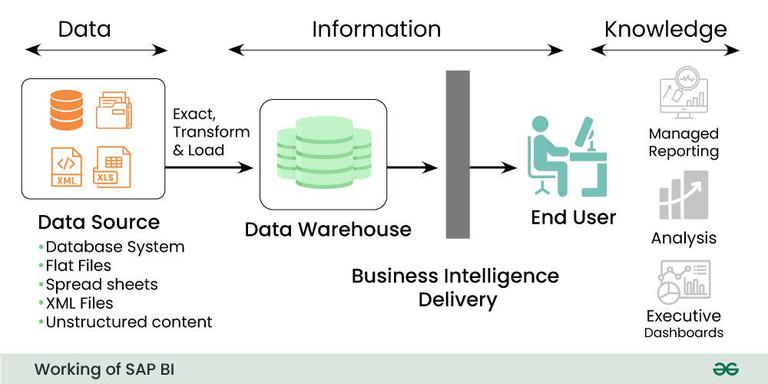 Data
Information
Knowledge
XML
XLS
Exact,
Transform
& Load
Data Source
•Database System
•Flat Files
•Spread sheets
•XML Files
•Unstructured content
Data Warehouse
Business Intelligence
Delivery
End User
Managed
Reporting
Analysis
Executive
Dashboards
Working of SAP BI